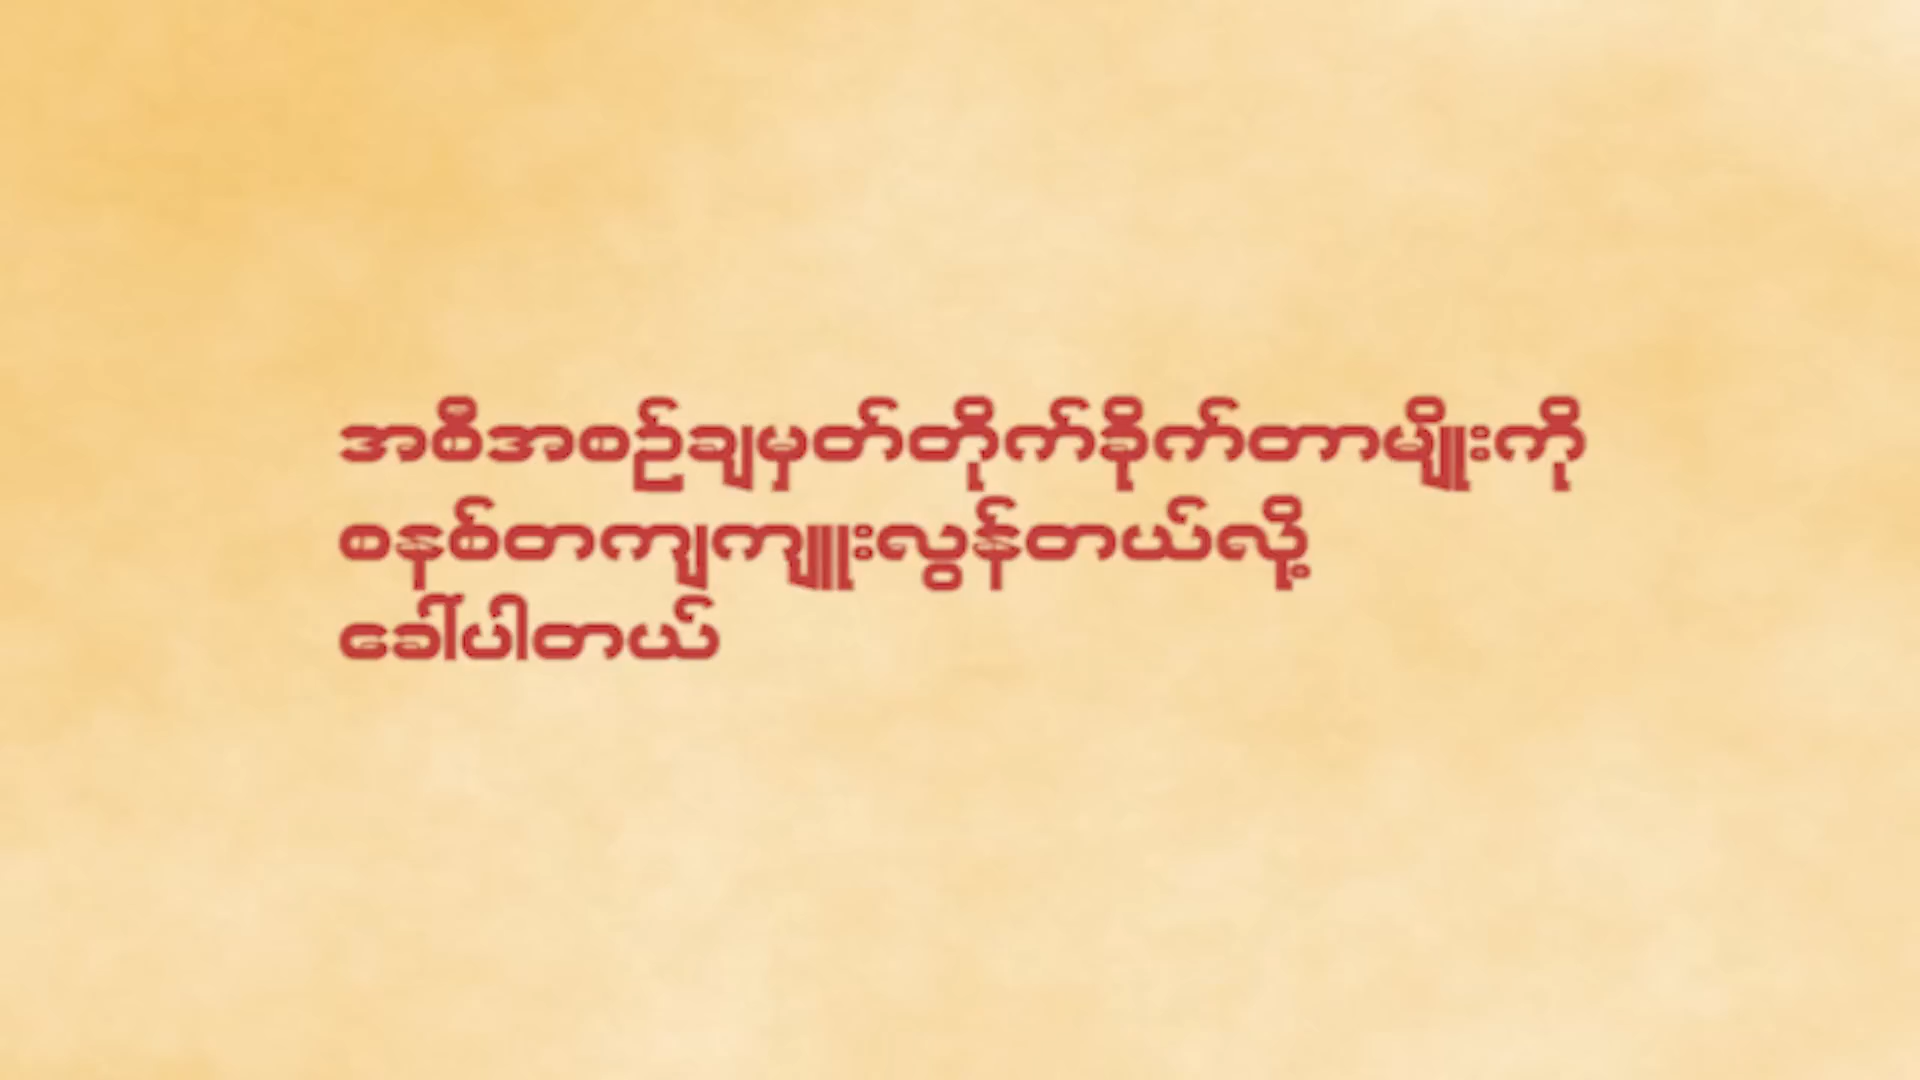 အစီအစဉ်ချမှတ်တိုက်ခိုက်တာမျိုးကို
စနစ်တကျကျူးလွန်တယ်လို့
ခေါ်ပါတယ်